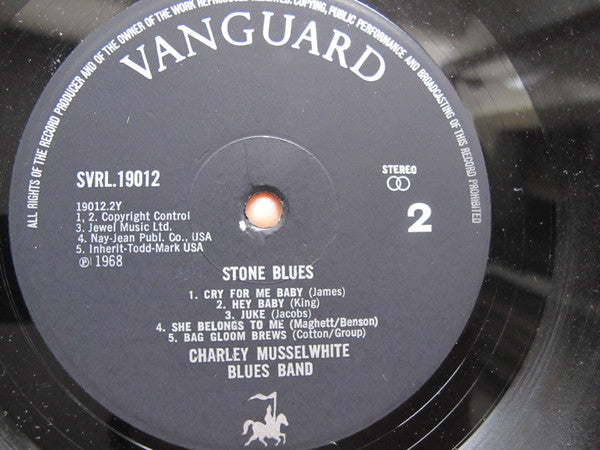 ALL RIGHTS OF THE RECORD PRODUCER AND OF THE OWNER OF THE WORK REPRODUCED RESERVED. COPYING, PUBLIC PERFORMANCE AND BROADCASTING OF THIS RECORD PROHIBITED
VANGUARD
SVRL.19012
STEREO
2
19012.2Y
1, 2. Copyright Control
3. Jewel Music Ltd.
4. Nay-Jean Publ. Co., USA
5. Inherit-Todd-Mark USA
℗ 1968
STONE BLUES
1. CRY FOR ME BABY (James)
2. HEY BABY (King)
3. JUKE (Jacobs)
4. SHE BELONGS TO ME (Maghett/Benson)
5. BAG GLOOM BREWS (Cotton/Group)
CHARLEY MUSSELWHITE
BLUES BAND